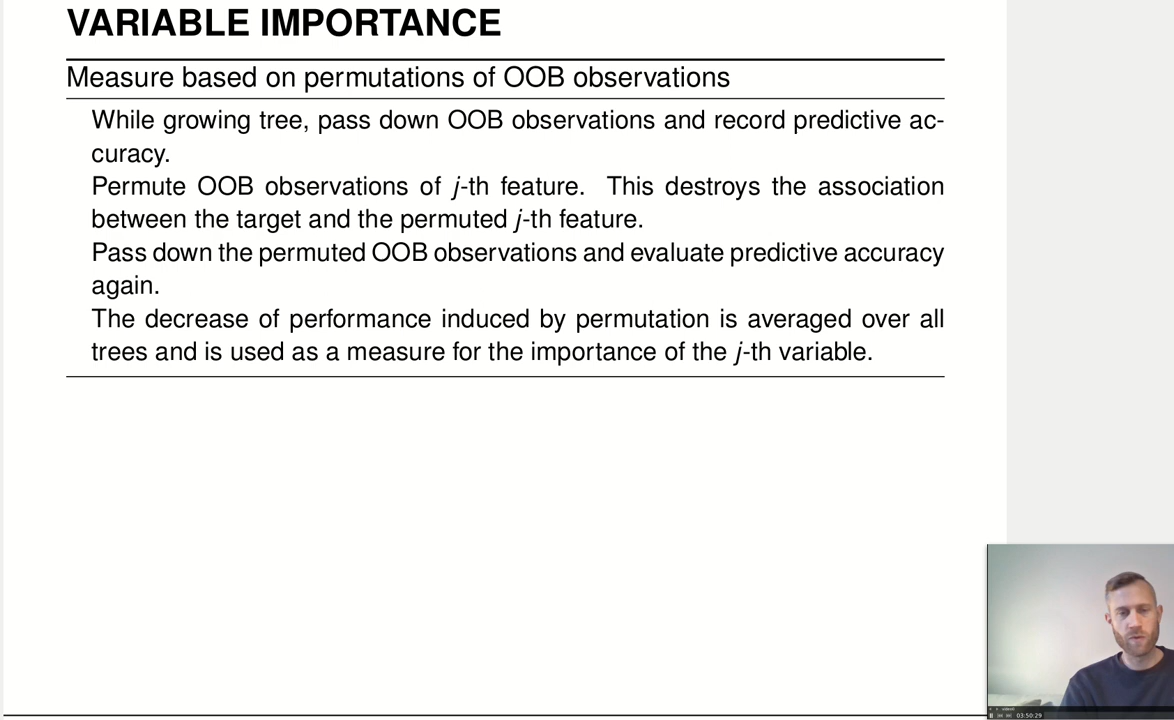 VARIABLE IMPORTANCE
Measure based on permutations of OOB observations
While growing tree, pass down OOB observations and record predictive ac-
curacy.
Permute OOB observations of j-th feature. This destroys the association
between the target and the permuted j-th feature.
Pass down the permuted OOB observations and evaluate predictive accuracy
again.
The decrease of performance induced by permutation is averaged over all
trees and is used as a measure for the importance of the j-th variable.
03:50:29